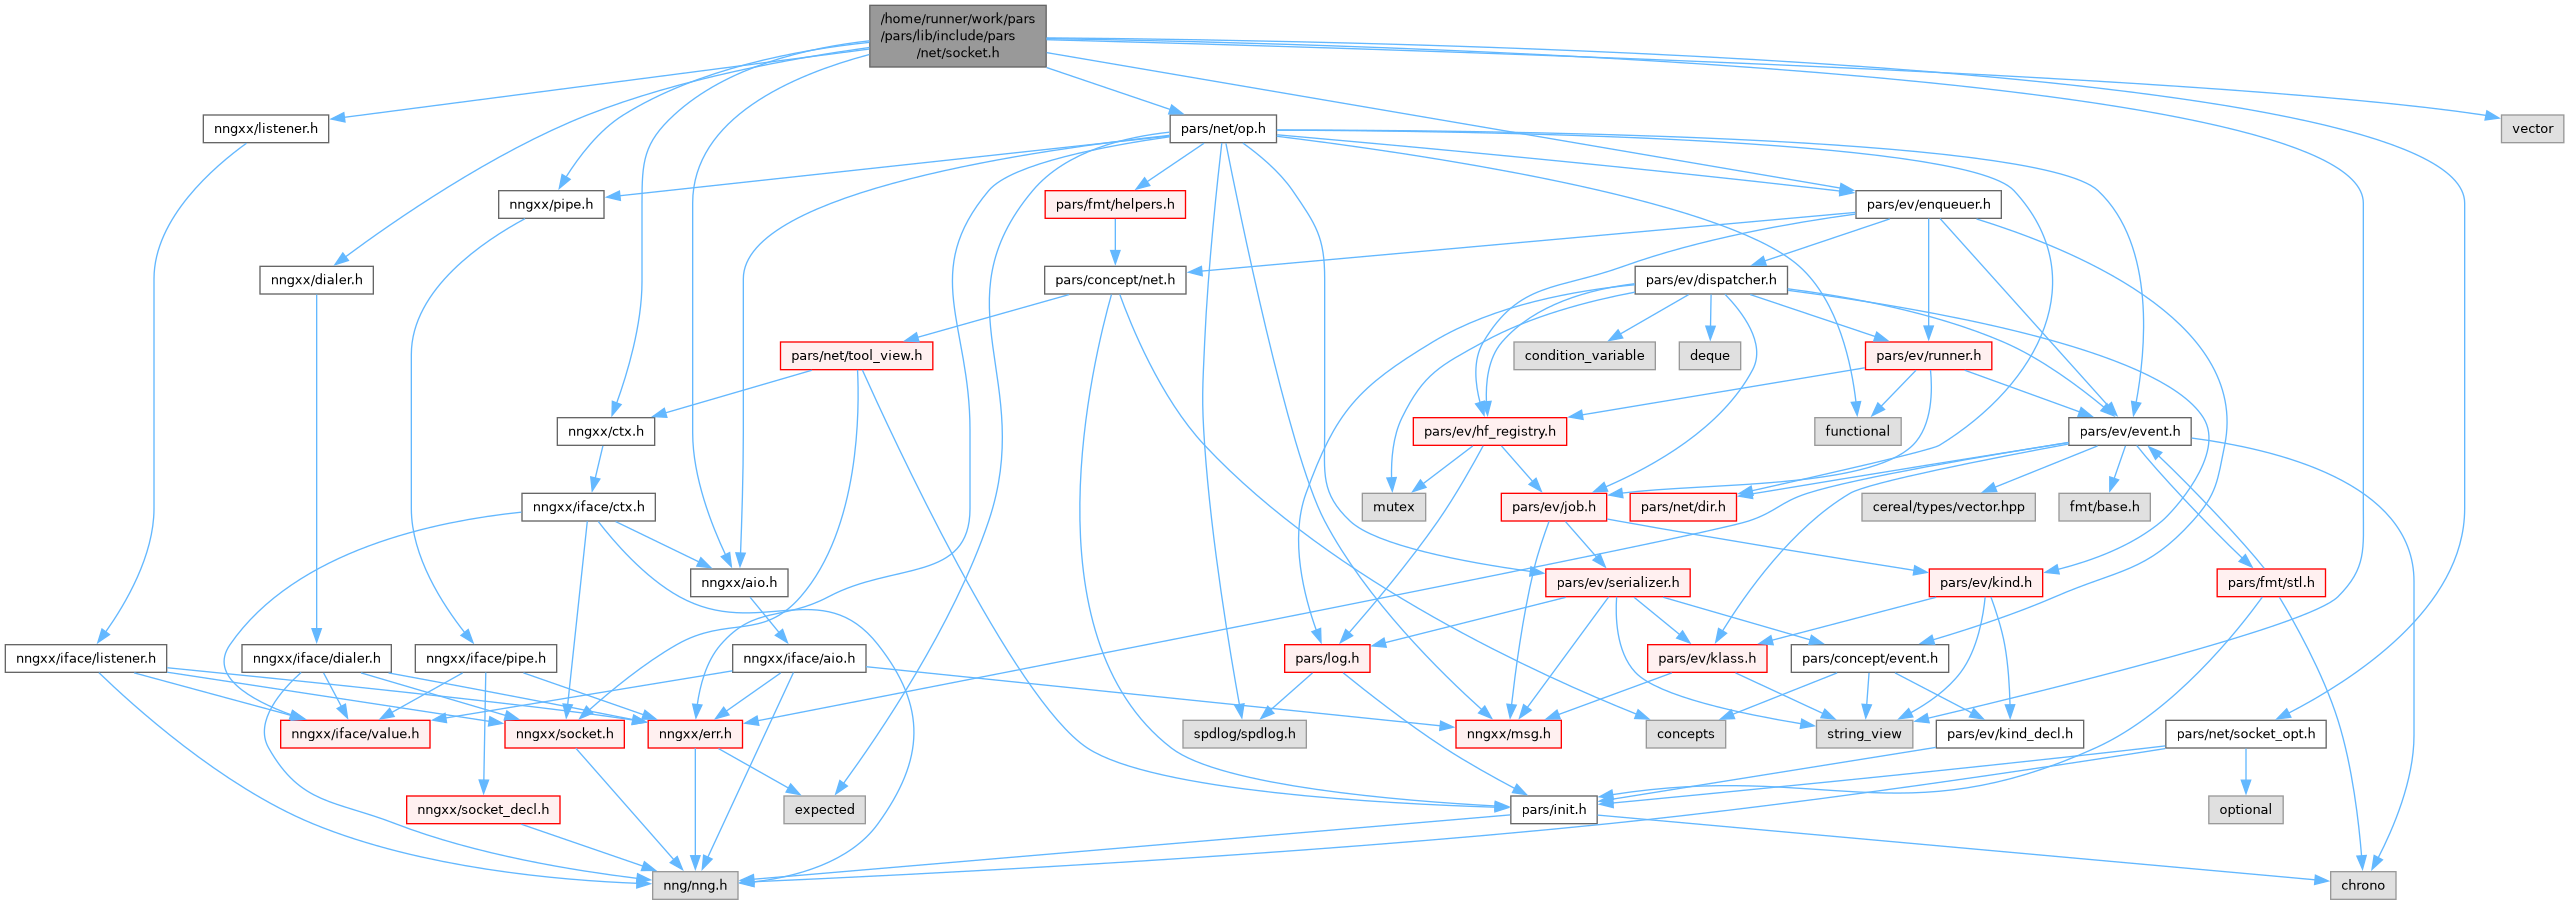 /home/runner/work/pars
/pars/lib/include/pars
/net/socket.h
nngxx/listener.h
pars/net/op.h
vector
nngxx/pipe.h
pars/fmt/helpers.h
pars/ev/enqueuer.h
nngxx/dialer.h
pars/concept/net.h
pars/ev/dispatcher.h
pars/net/tool_view.h
condition_variable
deque
pars/ev/runner.h
nngxx/ctx.h
pars/ev/hf_registry.h
functional
pars/ev/event.h
nngxx/iface/ctx.h
mutex
pars/ev/job.h
pars/net/dir.h
cereal/types/vector.hpp
fmt/base.h
nngxx/aio.h
pars/ev/serializer.h
pars/ev/kind.h
pars/fmt/stl.h
nngxx/iface/listener.h
nngxx/iface/dialer.h
nngxx/iface/pipe.h
nngxx/iface/aio.h
pars/log.h
pars/ev/klass.h
pars/concept/event.h
nngxx/iface/value.h
nngxx/socket.h
nngxx/err.h
spdlog/spdlog.h
nngxx/msg.h
concepts
string_view
pars/ev/kind_decl.h
pars/net/socket_opt.h
nngxx/socket_decl.h
expected
pars/init.h
optional
nng/nng.h
chrono